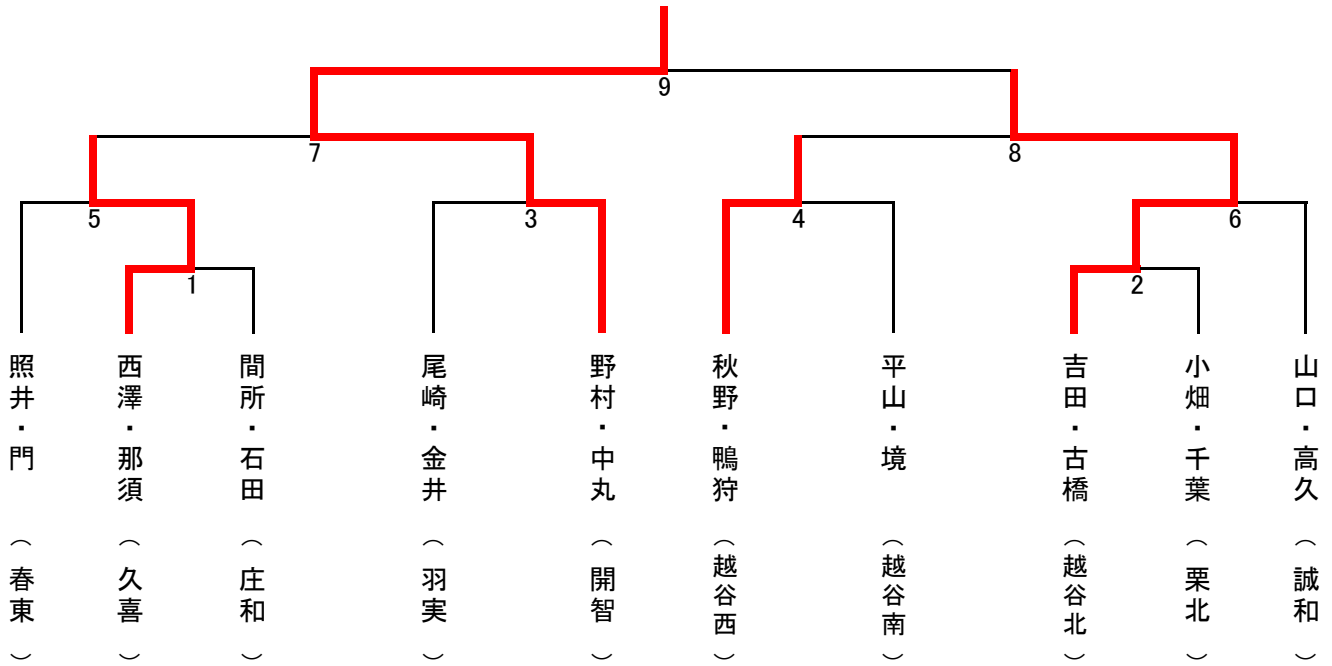 9
7
8
5
3
4
6
1
2
照井・門（春東）
西澤・那須（久喜）
間所・石田（庄和）
尾崎・金井（羽実）
野村・中丸（開智）
秋野・鴨狩（越谷西）
平山・境（越谷南）
吉田・古橋（越谷北）
小畑・千葉（栗北）
山口・高久（誠和）